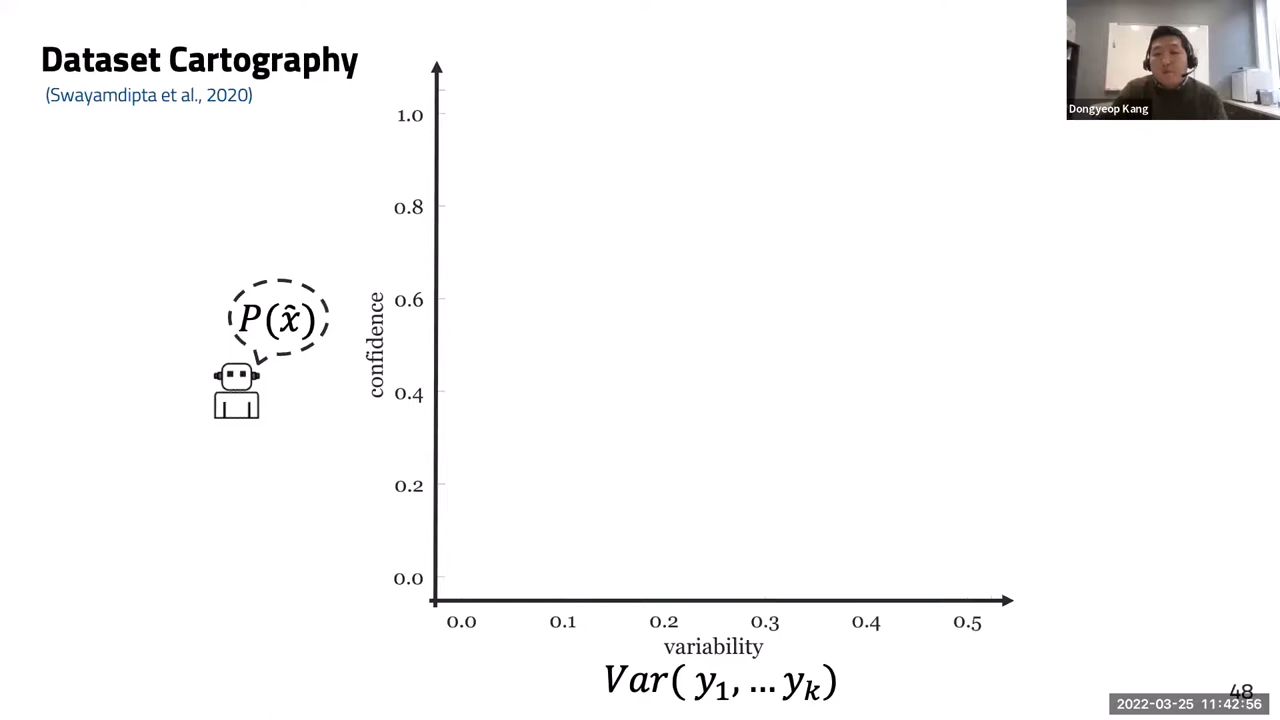 Dataset Cartography
(Swayamdipta et al., 2020)
Dongyeop Kang
1.0
0.8
0.6
0.4
0.2
0.0
confidence
P(x̂)
0.0 0.1 0.2 0.3 0.4 0.5
variability
Var( y₁, … yₖ)
48
2022-03-25 11:42:56